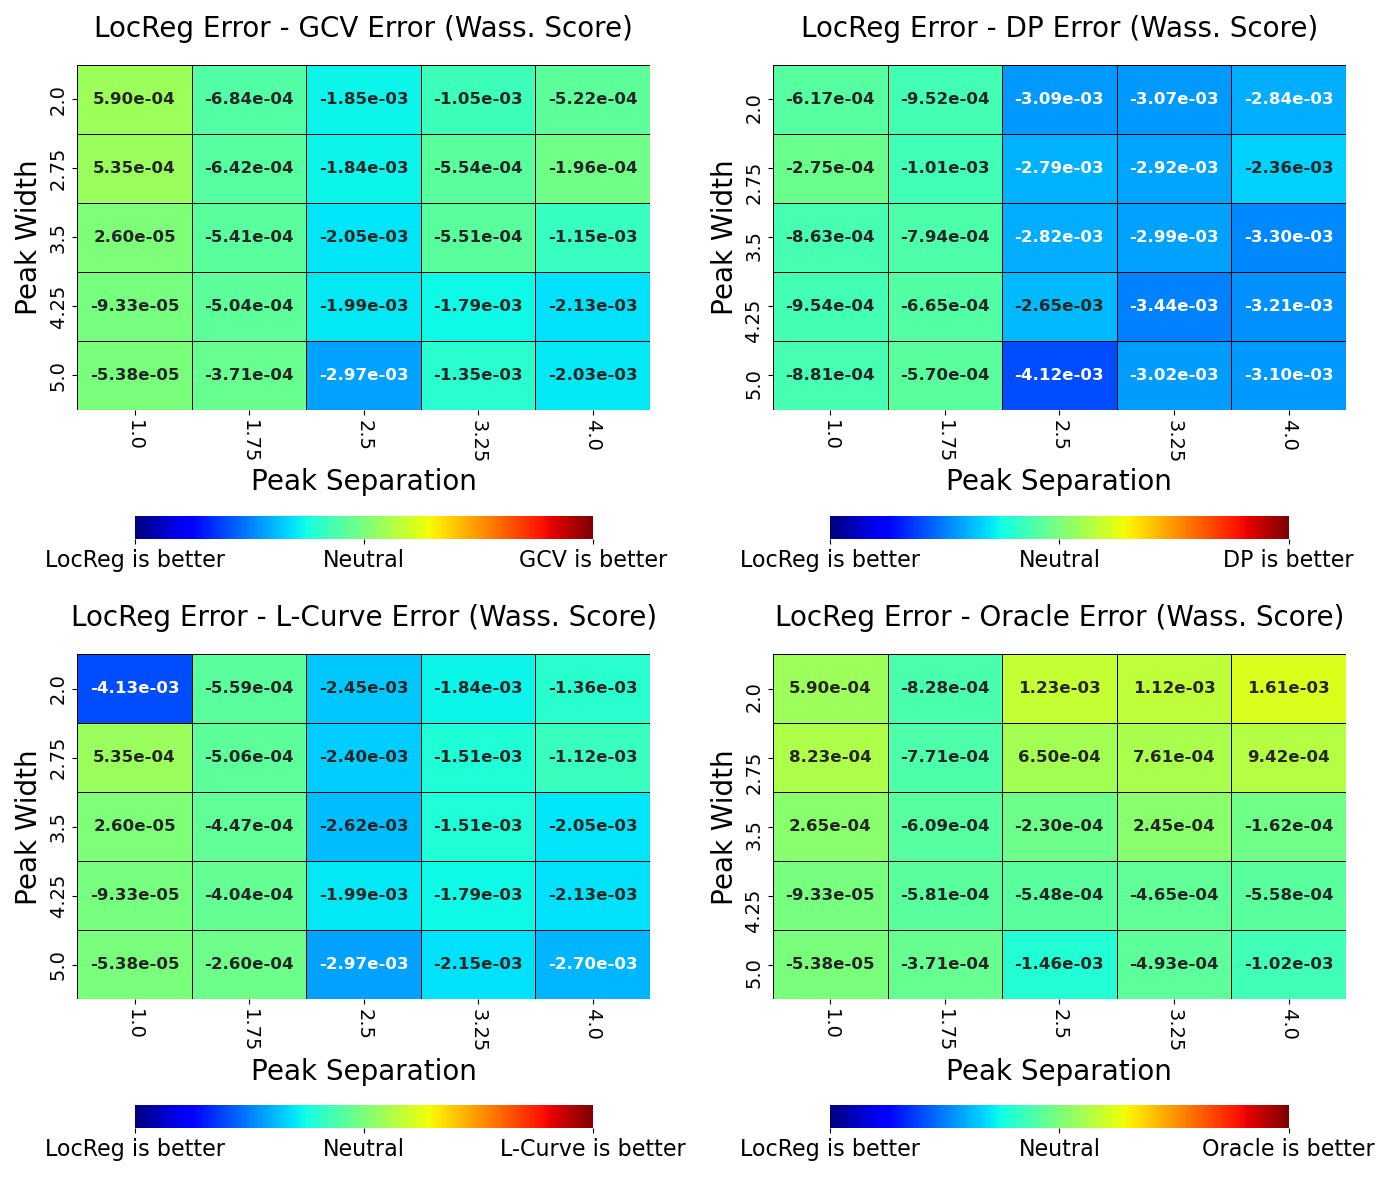 LocReg Error - GCV Error (Wass. Score)
Peak Width
2.0 5.90e-04 -6.84e-04 -1.85e-03 -1.05e-03 -5.22e-04
2.75 5.35e-04 -6.42e-04 -1.84e-03 -5.54e-04 -1.96e-04
3.5 2.60e-05 -5.41e-04 -2.05e-03 -5.51e-04 -1.15e-03
4.25 -9.33e-05 -5.04e-04 -1.99e-03 -1.79e-03 -2.13e-03
5.0 -5.38e-05 -3.71e-04 -2.97e-03 -1.35e-03 -2.03e-03
1.0 1.75 2.5 3.25 4.0
Peak Separation
LocReg is better Neutral GCV is better
LocReg Error - DP Error (Wass. Score)
Peak Width
2.0 -6.17e-04 -9.52e-04 -3.09e-03 -3.07e-03 -2.84e-03
2.75 -2.75e-04 -1.01e-03 -2.79e-03 -2.92e-03 -2.36e-03
3.5 -8.63e-04 -7.94e-04 -2.82e-03 -2.99e-03 -3.30e-03
4.25 -9.54e-04 -6.65e-04 -2.65e-03 -3.44e-03 -3.21e-03
5.0 -8.81e-04 -5.70e-04 -4.12e-03 -3.02e-03 -3.10e-03
1.0 1.75 2.5 3.25 4.0
Peak Separation
LocReg is better Neutral DP is better
LocReg Error - L-Curve Error (Wass. Score)
Peak Width
2.0 -4.13e-03 -5.59e-04 -2.45e-03 -1.84e-03 -1.36e-03
2.75 5.35e-04 -5.06e-04 -2.40e-03 -1.51e-03 -1.12e-03
3.5 2.60e-05 -4.47e-04 -2.62e-03 -1.51e-03 -2.05e-03
4.25 -9.33e-05 -4.04e-04 -1.99e-03 -1.79e-03 -2.13e-03
5.0 -5.38e-05 -2.60e-04 -2.97e-03 -2.15e-03 -2.70e-03
1.0 1.75 2.5 3.25 4.0
Peak Separation
LocReg is better Neutral L-Curve is better
LocReg Error - Oracle Error (Wass. Score)
Peak Width
2.0 5.90e-04 -8.28e-04 1.23e-03 1.12e-03 1.61e-03
2.75 8.23e-04 -7.71e-04 6.50e-04 7.61e-04 9.42e-04
3.5 2.65e-04 -6.09e-04 -2.30e-04 2.45e-04 -1.62e-04
4.25 -9.33e-05 -5.81e-04 -5.48e-04 -4.65e-04 -5.58e-04
5.0 -5.38e-05 -3.71e-04 -1.46e-03 -4.93e-04 -1.02e-03
1.0 1.75 2.5 3.25 4.0
Peak Separation
LocReg is better Neutral Oracle is better